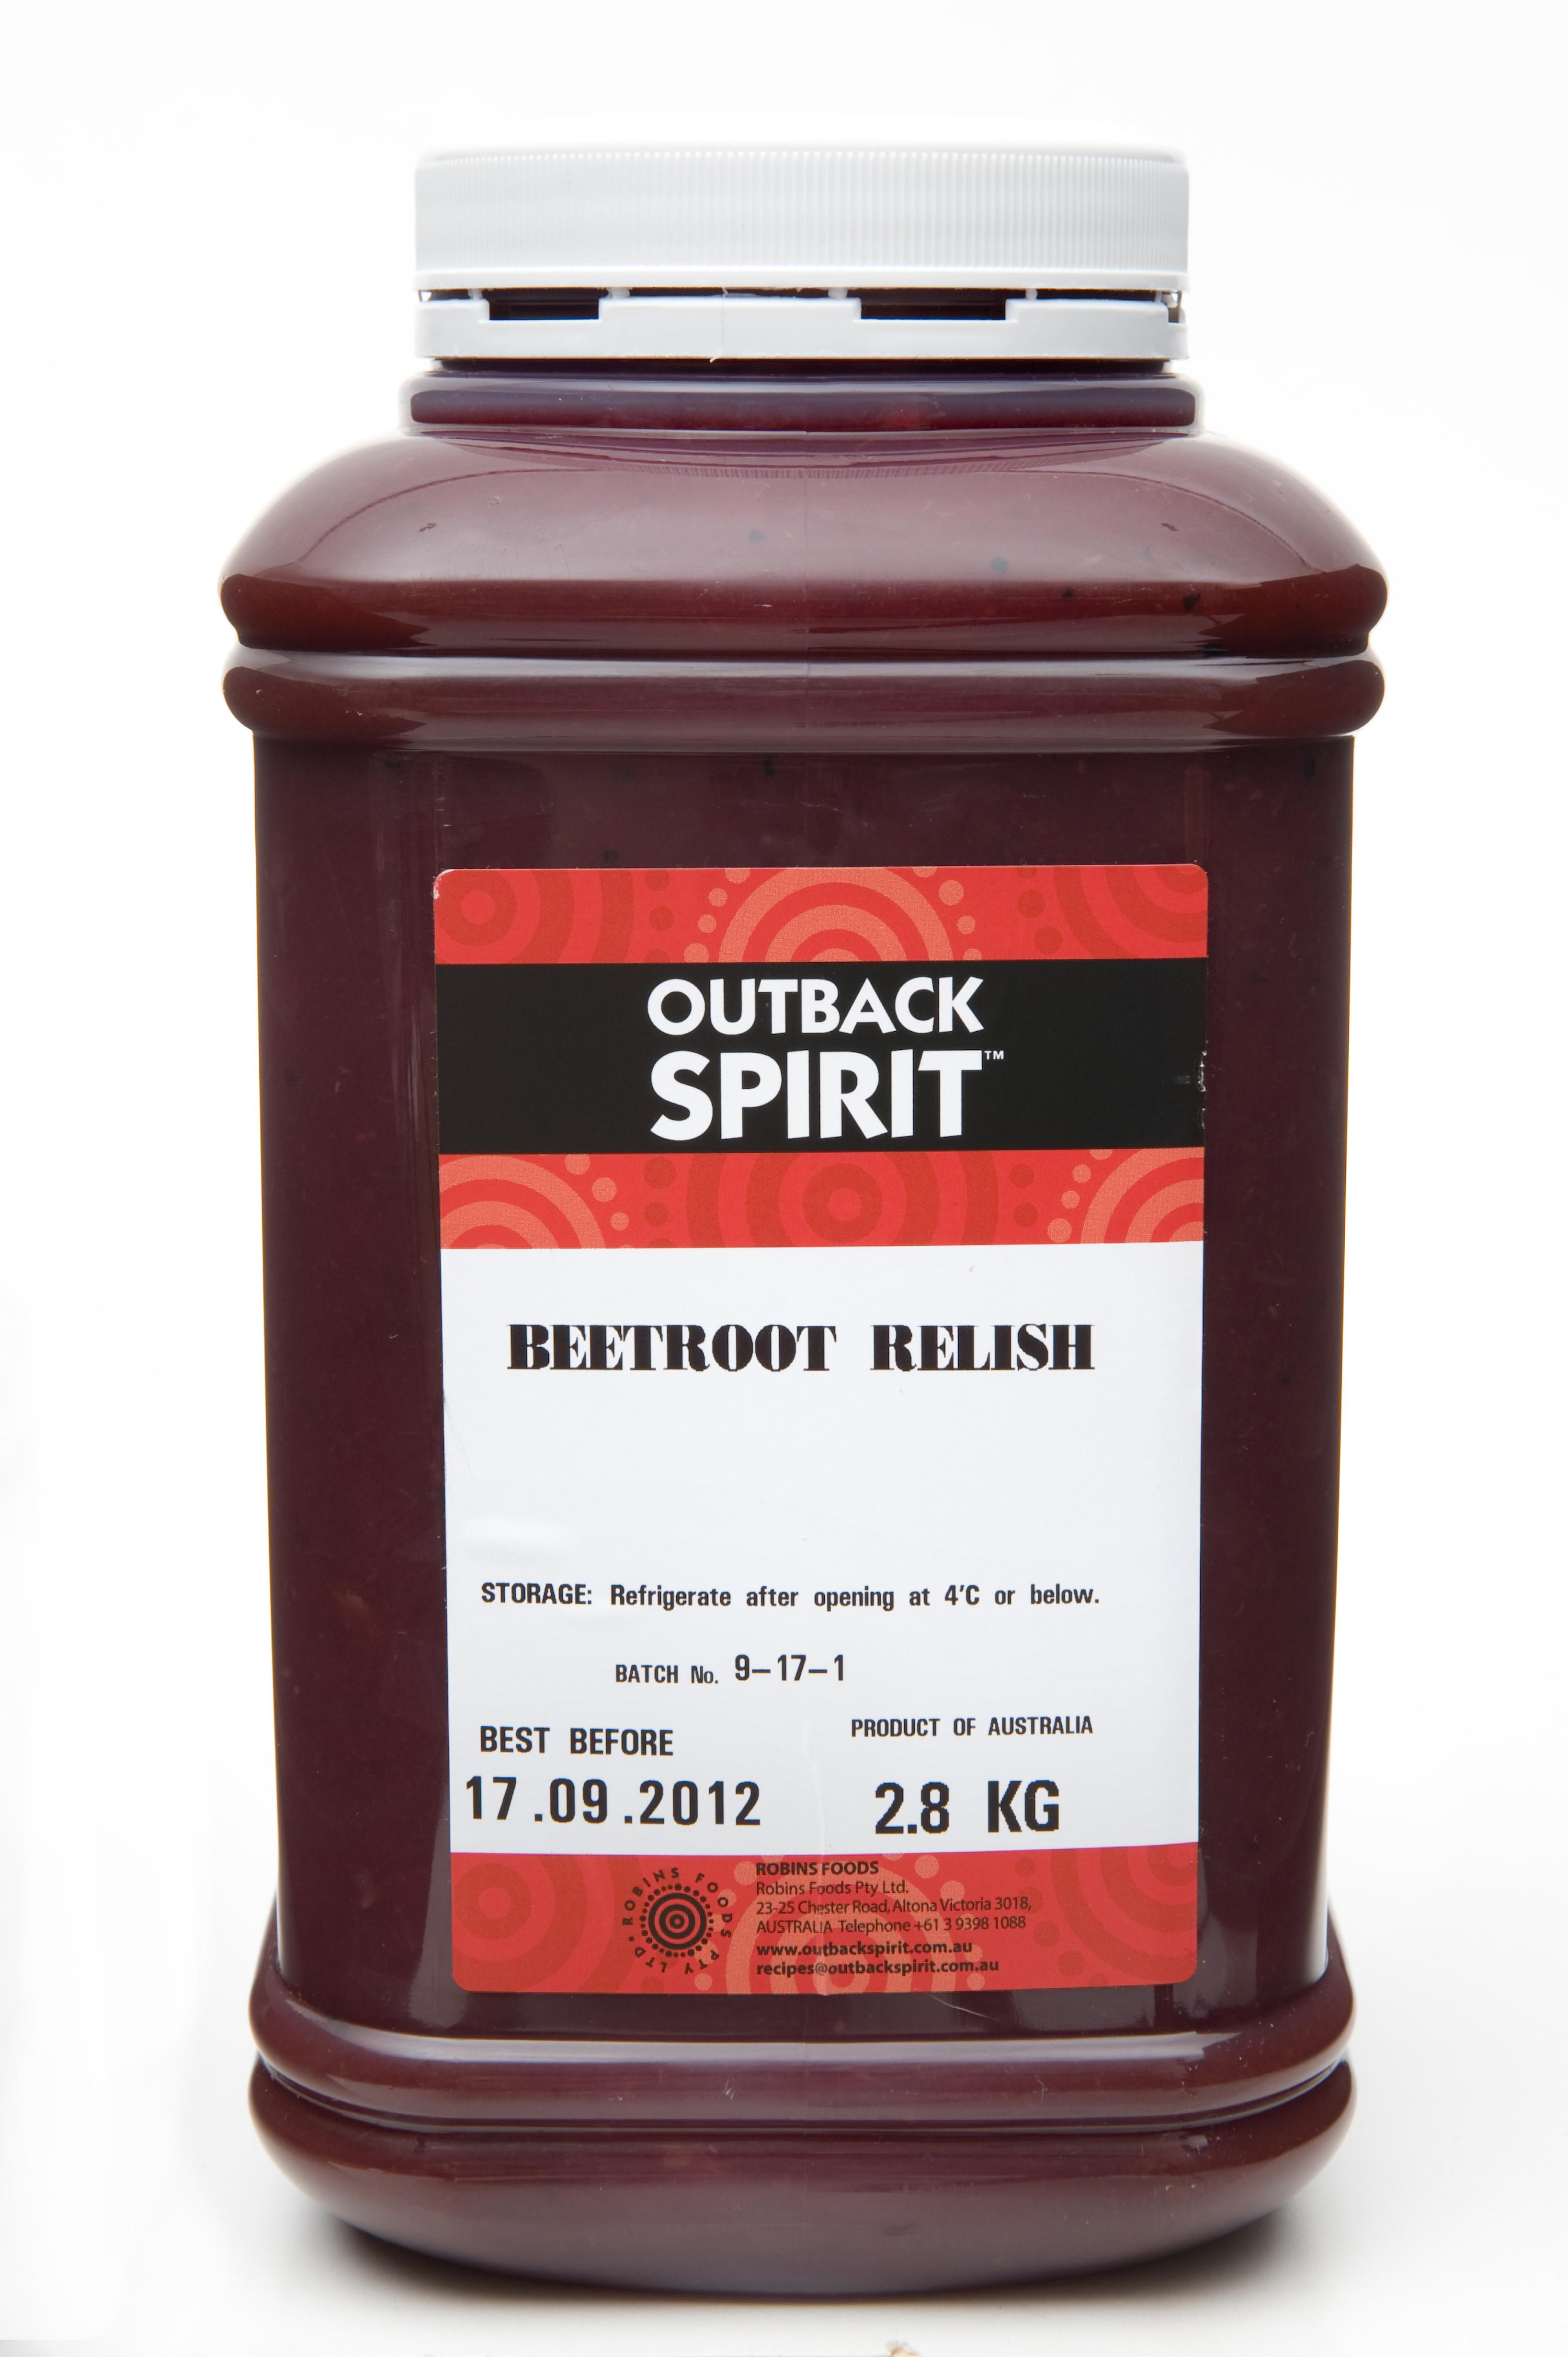 OUTBACK
SPIRIT™
BEETROOT RELISH
STORAGE: Refrigerate after opening at 4'C or below.
BATCH No. 9-17-1
BEST BEFORE
17.09.2012
PRODUCT OF AUSTRALIA
2.8 KG
ROBINS FOODS PTY LTD •
ROBINS FOODS
Robins Foods Pty Ltd.
23-25 Chester Road, Altona Victoria 3018,
AUSTRALIA Telephone +61 3 9398 1088
www.outbackspirit.com.au
recipes@outbackspirit.com.au